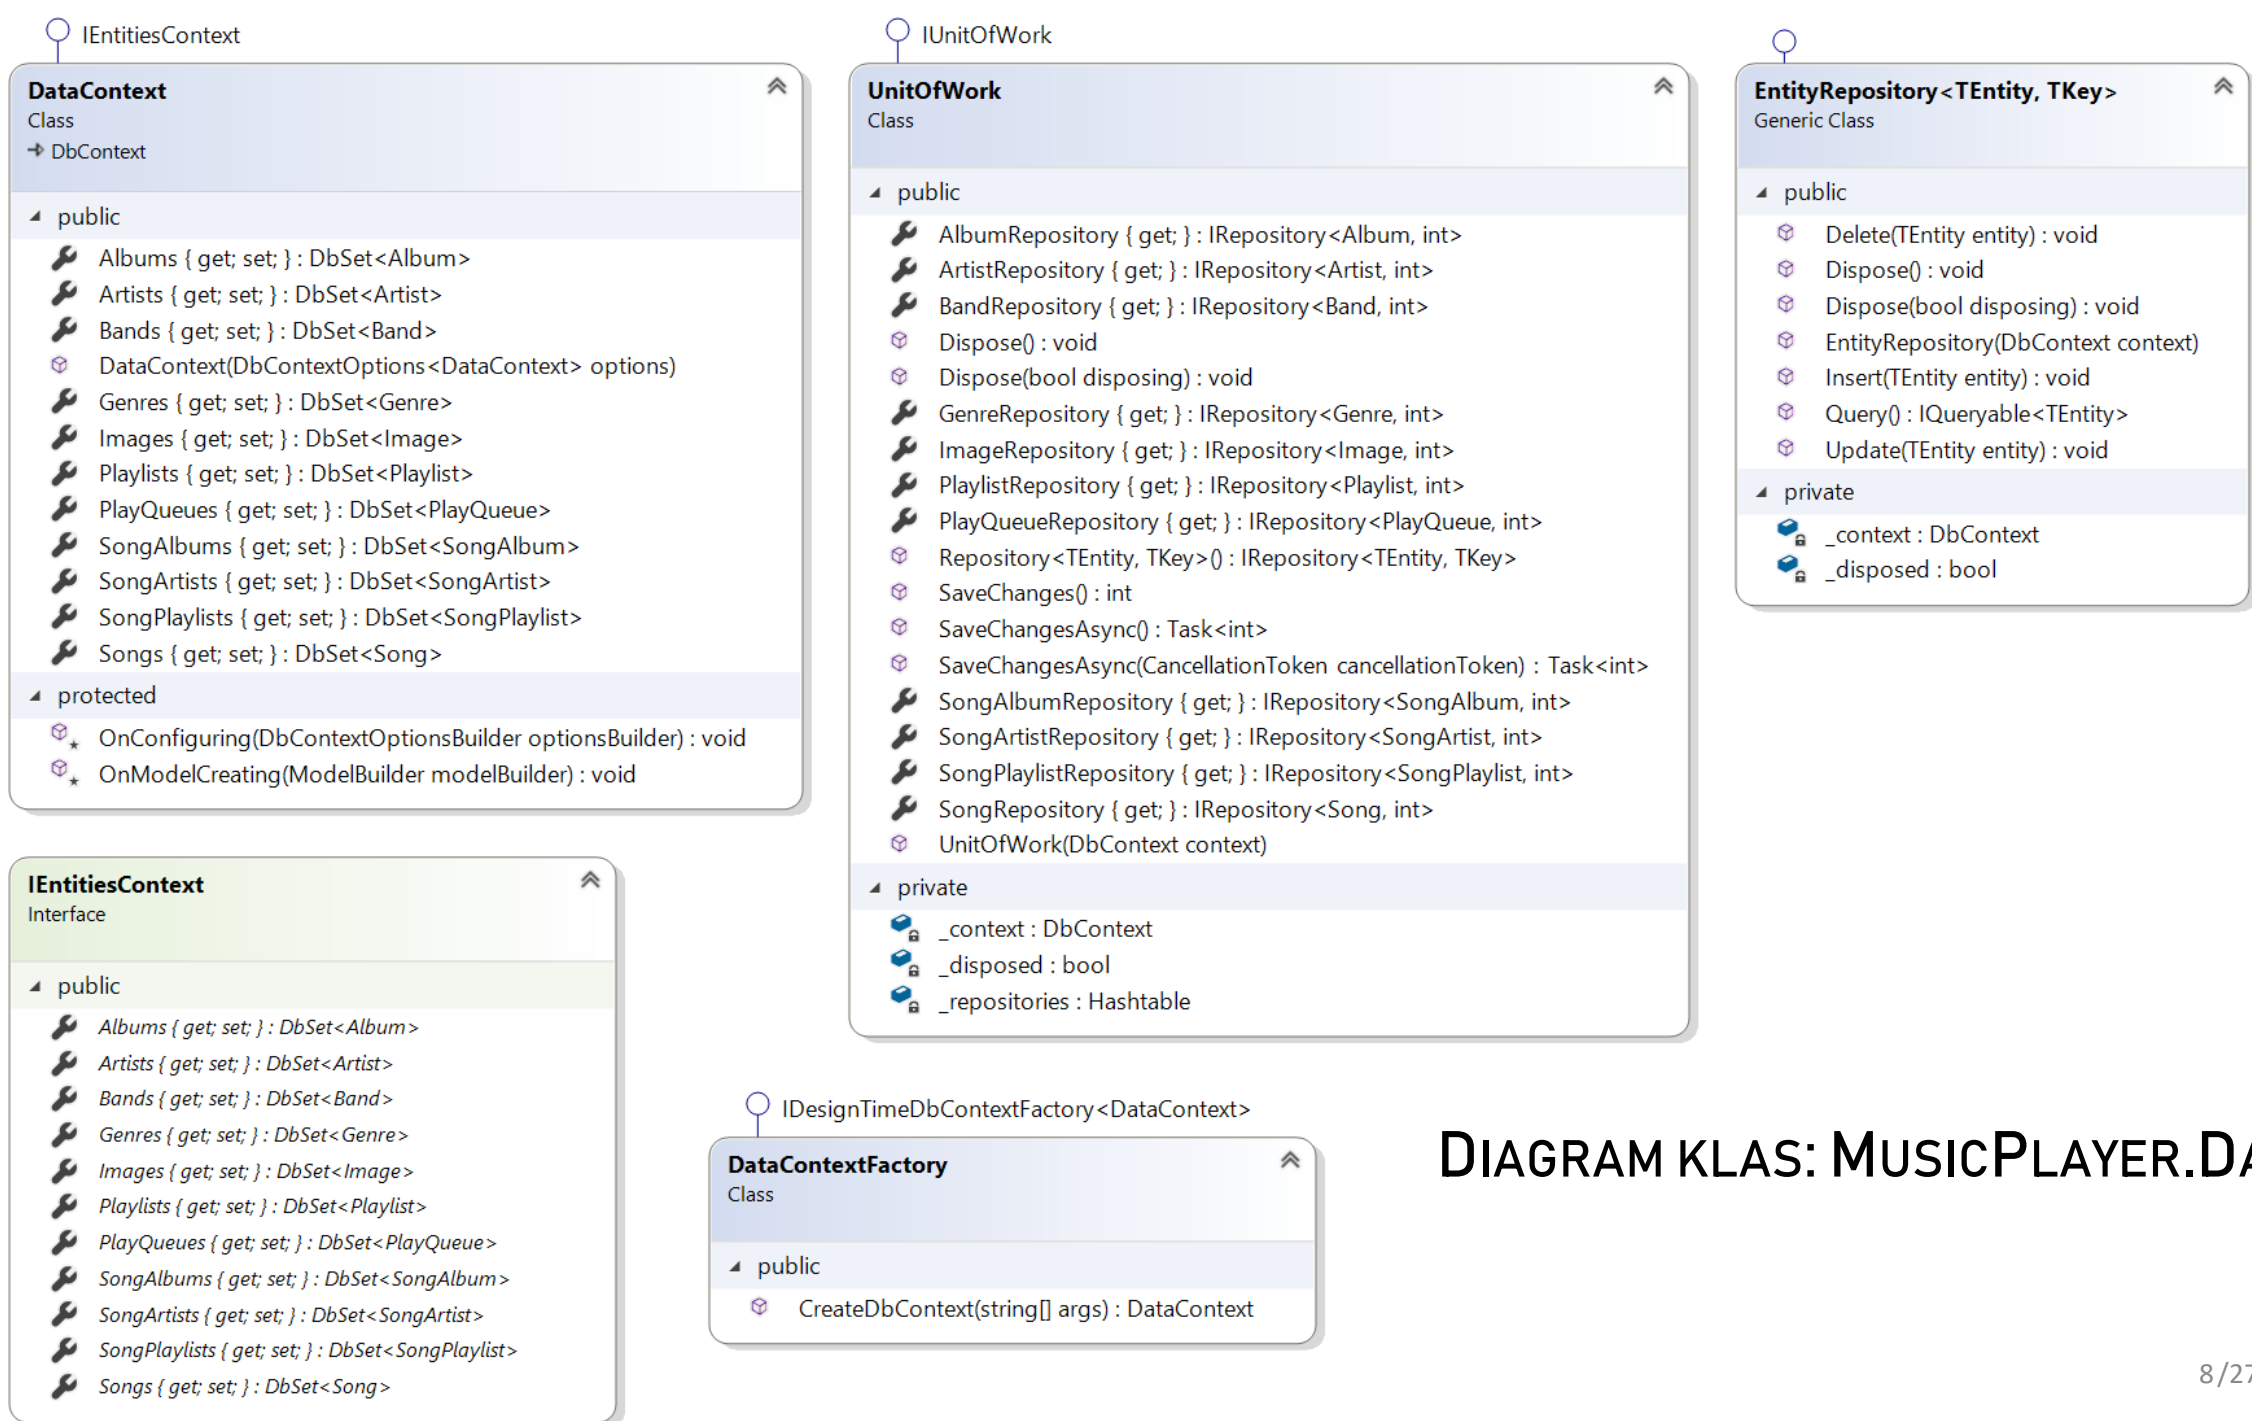 IEntitiesContext
DataContext
Class
DbContext
public
Albums { get; set; } : DbSet<Album>
Artists { get; set; } : DbSet<Artist>
Bands { get; set; } : DbSet<Band>
DataContext(DbContextOptions<DataContext> options)
Genres { get; set; } : DbSet<Genre>
Images { get; set; } : DbSet<Image>
Playlists { get; set; } : DbSet<Playlist>
PlayQueues { get; set; } : DbSet<PlayQueue>
SongAlbums { get; set; } : DbSet<SongAlbum>
SongArtists { get; set; } : DbSet<SongArtist>
SongPlaylists { get; set; } : DbSet<SongPlaylist>
Songs { get; set; } : DbSet<Song>
protected
OnConfiguring(DbContextOptionsBuilder optionsBuilder) : void
OnModelCreating(ModelBuilder modelBuilder) : void
IEntitiesContext
Interface
public
Albums { get; set; } : DbSet<Album>
Artists { get; set; } : DbSet<Artist>
Bands { get; set; } : DbSet<Band>
Genres { get; set; } : DbSet<Genre>
Images { get; set; } : DbSet<Image>
Playlists { get; set; } : DbSet<Playlist>
PlayQueues { get; set; } : DbSet<PlayQueue>
SongAlbums { get; set; } : DbSet<SongAlbum>
SongArtists { get; set; } : DbSet<SongArtist>
SongPlaylists { get; set; } : DbSet<SongPlaylist>
Songs { get; set; } : DbSet<Song>
IUnitOfWork
UnitOfWork
Class
public
AlbumRepository { get; } : IRepository<Album, int>
ArtistRepository { get; } : IRepository<Artist, int>
BandRepository { get; } : IRepository<Band, int>
Dispose() : void
Dispose(bool disposing) : void
GenreRepository { get; } : IRepository<Genre, int>
ImageRepository { get; } : IRepository<Image, int>
PlaylistRepository { get; } : IRepository<Playlist, int>
PlayQueueRepository { get; } : IRepository<PlayQueue, int>
Repository<TEntity, TKey>() : IRepository<TEntity, TKey>
SaveChanges() : int
SaveChangesAsync() : Task<int>
SaveChangesAsync(CancellationToken cancellationToken) : Task<int>
SongAlbumRepository { get; } : IRepository<SongAlbum, int>
SongArtistRepository { get; } : IRepository<SongArtist, int>
SongPlaylistRepository { get; } : IRepository<SongPlaylist, int>
SongRepository { get; } : IRepository<Song, int>
UnitOfWork(DbContext context)
private
_context : DbContext
_disposed : bool
_repositories : Hashtable
IDesignTimeDbContextFactory<DataContext>
DataContextFactory
Class
public
CreateDbContext(string[] args) : DataContext
EntityRepository<TEntity, TKey>
Generic Class
public
Delete(TEntity entity) : void
Dispose() : void
Dispose(bool disposing) : void
EntityRepository(DbContext context)
Insert(TEntity entity) : void
Query() : IQueryable<TEntity>
Update(TEntity entity) : void
private
_context : DbContext
_disposed : bool
DIAGRAM KLAS: MUSICPLAYER.DA
8/27